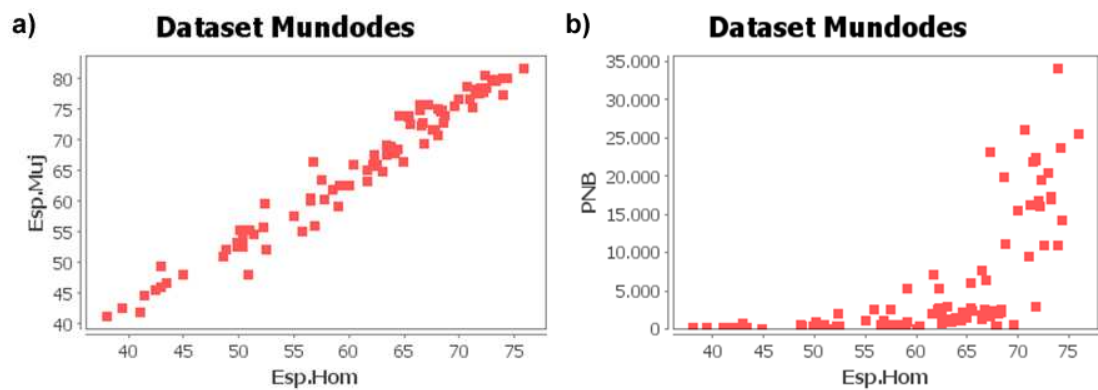 a)
Dataset Mundodes
Esp.Muj
80
75
70
65
60
55
50
45
40
40 45 50 55 60 65 70 75
Esp.Hom
b)
Dataset Mundodes
PNB
35.000
30.000
25.000
20.000
15.000
10.000
5.000
0
40 45 50 55 60 65 70 75
Esp.Hom